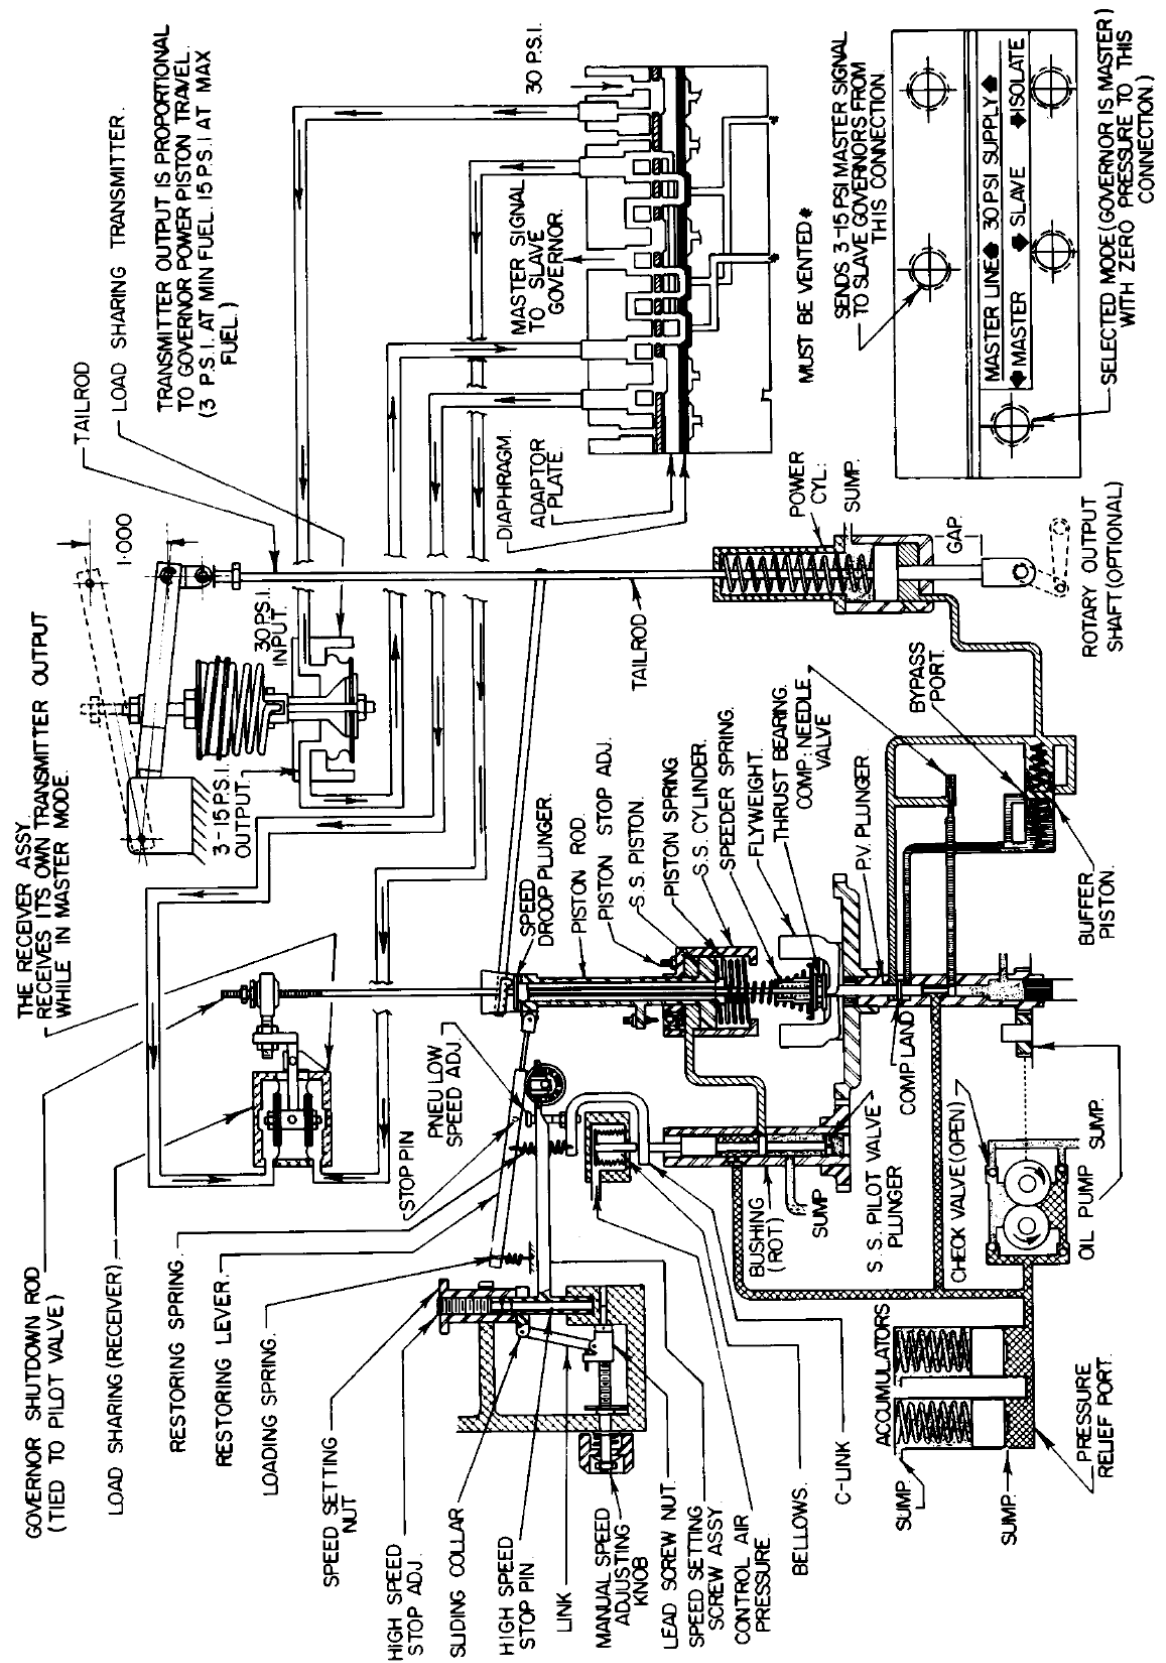 GOVERNOR SHUTDOWN ROD
(TIED TO PILOT VALVE)
THE RECEIVER ASSY.
RECEIVES ITS OWN TRANSMITTER OUTPUT
WHILE IN MASTER MODE.
LOAD SHARING (RECEIVER)
RESTORING SPRING
RESTORING LEVER
LOADING SPRING.
SPEED SETTING
NUT
HIGH SPEED
STOP ADJ.
SLIDING COLLAR
HIGH SPEED
STOP PIN.
LINK
MANUAL SPEED
ADJUSTING
KNOB
LEAD SCREW NUT.
SPEED SETTING
SCREW ASSY.
CONTROL AIR
PRESSURE.
BELLOWS.
C-LINK
STOP PIN
PNEU LOW
SPEED ADJ.
3-15 P.S.I.
OUTPUT.
30 P.S.I.
INPUT.
1·000
TAILROD
LOAD SHARING TRANSMITTER.
TRANSMITTER OUTPUT IS PROPORTIONAL
TO GOVERNOR POWER PISTON TRAVEL.
(3 P.S.I. AT MIN FUEL. 15 P.S.I AT MAX
FUEL.)
SPEED
DROOP PLUNGER.
PISTON ROD.
PISTON STOP ADJ.
S.S. PISTON.
PISTON SPRING
S.S. CYLINDER.
SPEEDER SPRING.
FLYWEIGHT.
THRUST BEARING.
COMP: NEEDLE
VALVE
P.V. PLUNGER
BYPASS
PORT.
TAILROD
DIAPHRAGM.
ADAPTOR
PLATE.
MASTER SIGNAL
TO SLAVE
GOVERNOR.
30 P.S.I.
MUST BE VENTED *
POWER
CYL:
SUMP.
GAP.
ROTARY OUTPUT
SHAFT (OPTIONAL)
BUFFER
PISTON.
COMP LAND
S.S. PILOT VALVE
PLUNGER
BUSHING
(ROT)
SUMP
CHECK VALVE (OPEN)
OIL PUMP
SUMP.
ACCUMULATORS
SUMP.
SUMP.
PRESSURE
RELIEF PORT.
SENDS 3-15 PSI MASTER SIGNAL
TO SLAVE GOVERNORS FROM
THIS CONNECTION.
MASTER LINE 30 PSI SUPPLY
MASTER SLAVE ISOLATE
SELECTED MODE (GOVERNOR IS MASTER)
WITH ZERO PRESSURE TO THIS
CONNECTION.)